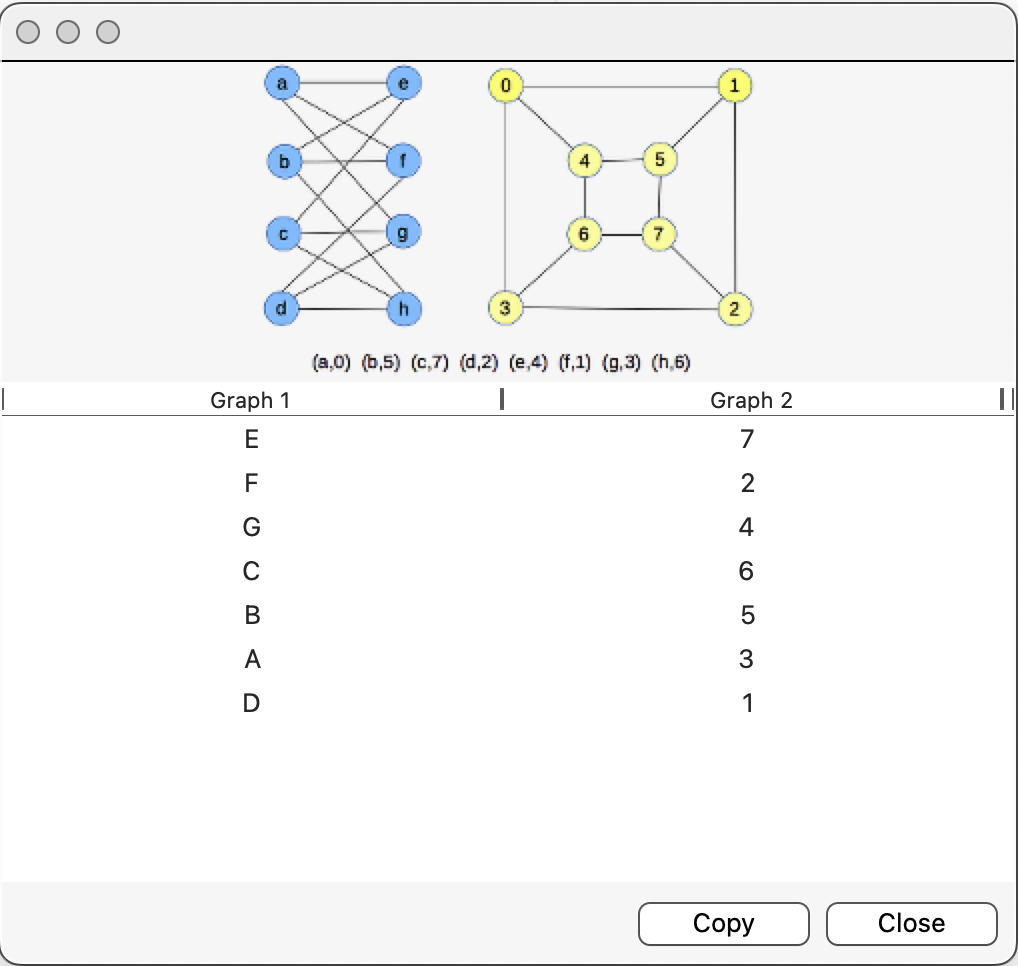 a e 0 1
b f 4 5
c g 6 7
d h 3 2
(a,0) (b,5) (c,7) (d,2) (e,4) (f,1) (g,3) (h,6)
Graph 1 Graph 2
E 7
F 2
G 4
C 6
B 5
A 3
D 1
Copy Close